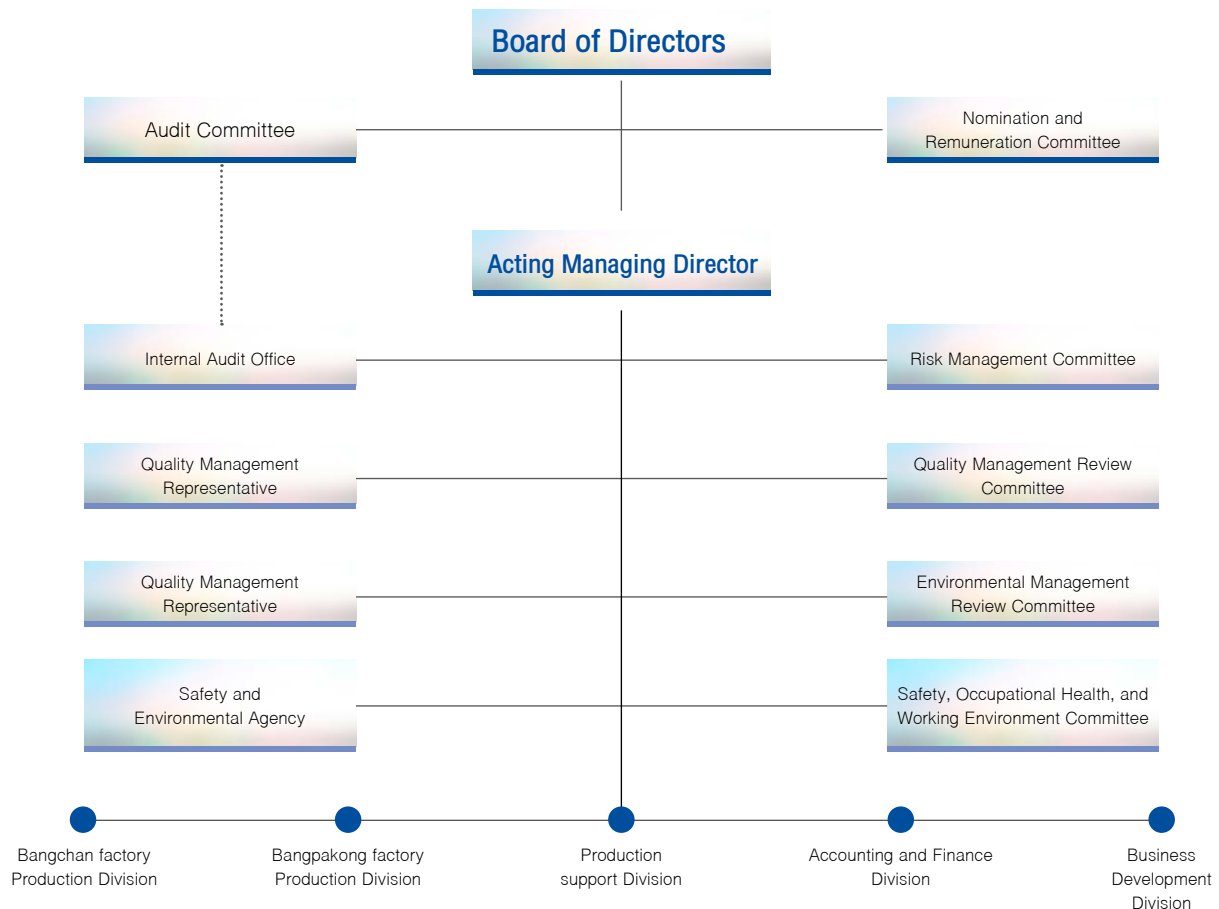 Board of Directors
Audit Committee
Nomination and
Remuneration Committee
Acting Managing Director
Internal Audit Office
Risk Management Committee
Quality Management
Representative
Quality Management Review
Committee
Quality Management
Representative
Environmental Management
Review Committee
Safety and
Environmental Agency
Safety, Occupational Health, and
Working Environment Committee
Bangchan factory
Production Division
Bangpakong factory
Production Division
Production
support Division
Accounting and Finance
Division
Business
Development
Division